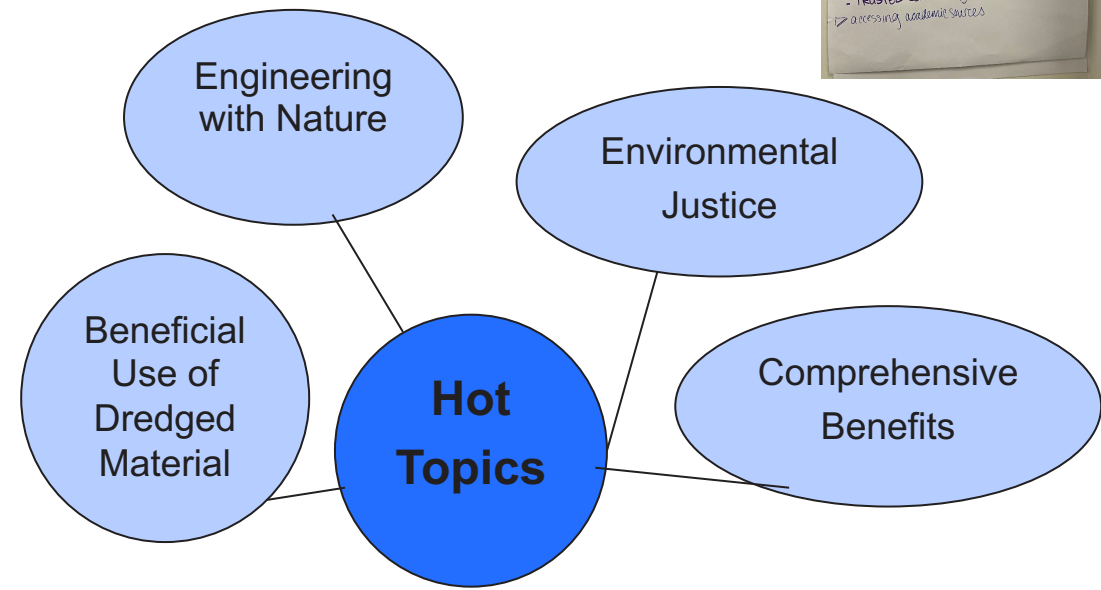 accessing academic sources
Engineering
with Nature
Environmental
Justice
Beneficial
Use of
Dredged
Material
Hot
Topics
Comprehensive
Benefits